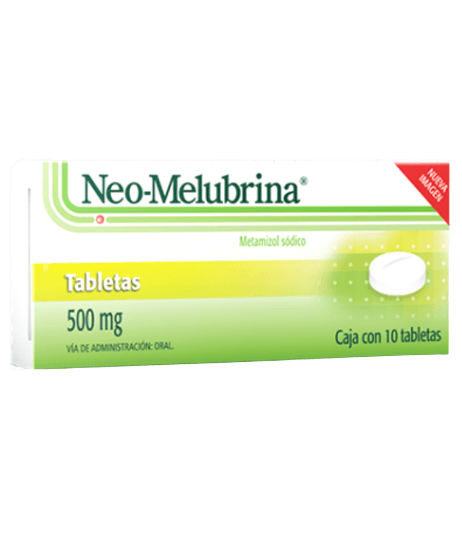 Neo-Melubrina®
NUEVA
IMAGEN
Metamizol sódico
Tabletas
500 mg
VÍA DE ADMINISTRACIÓN: ORAL.
Caja con 10 tabletas